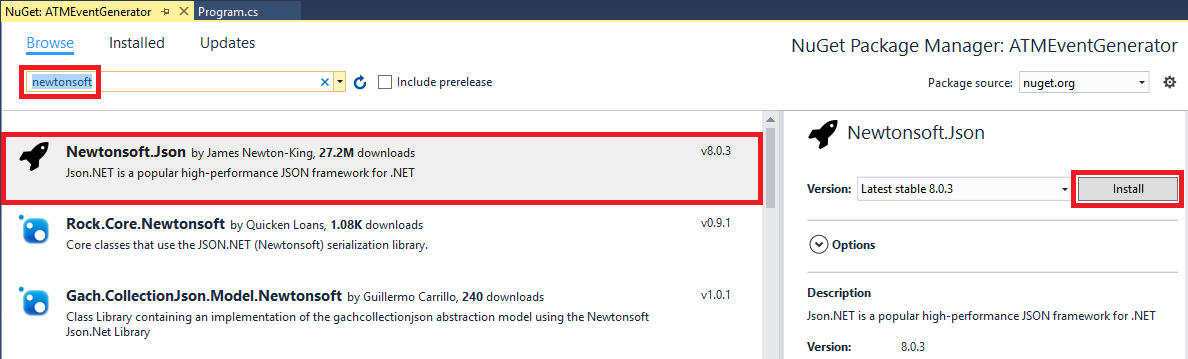 NuGet: ATMEventGenerator
Program.cs
Browse Installed Updates
NuGet Package Manager: ATMEventGenerator
newtonsoft
Include prerelease
Package source: nuget.org
Newtonsoft.Json by James Newton-King, 27.2M downloads
v8.0.3
Json.NET is a popular high-performance JSON framework for .NET
Rock.Core.Newtonsoft by Quicken Loans, 1.08K downloads
v0.9.1
Core classes that use the JSON.NET (Newtonsoft) serialization library.
Gach.CollectionJson.Model.Newtonsoft by Guillermo Carrillo, 240 downloads
v1.0.1
Class Library containing an implementation of the gachcollectionjson abstraction model using the Newtonsoft
Json.Net Library
Newtonsoft.Json
Version: Latest stable 8.0.3 Install
Options
Description
Json.NET is a popular high-performance JSON framework for .NET
Version: 8.0.3